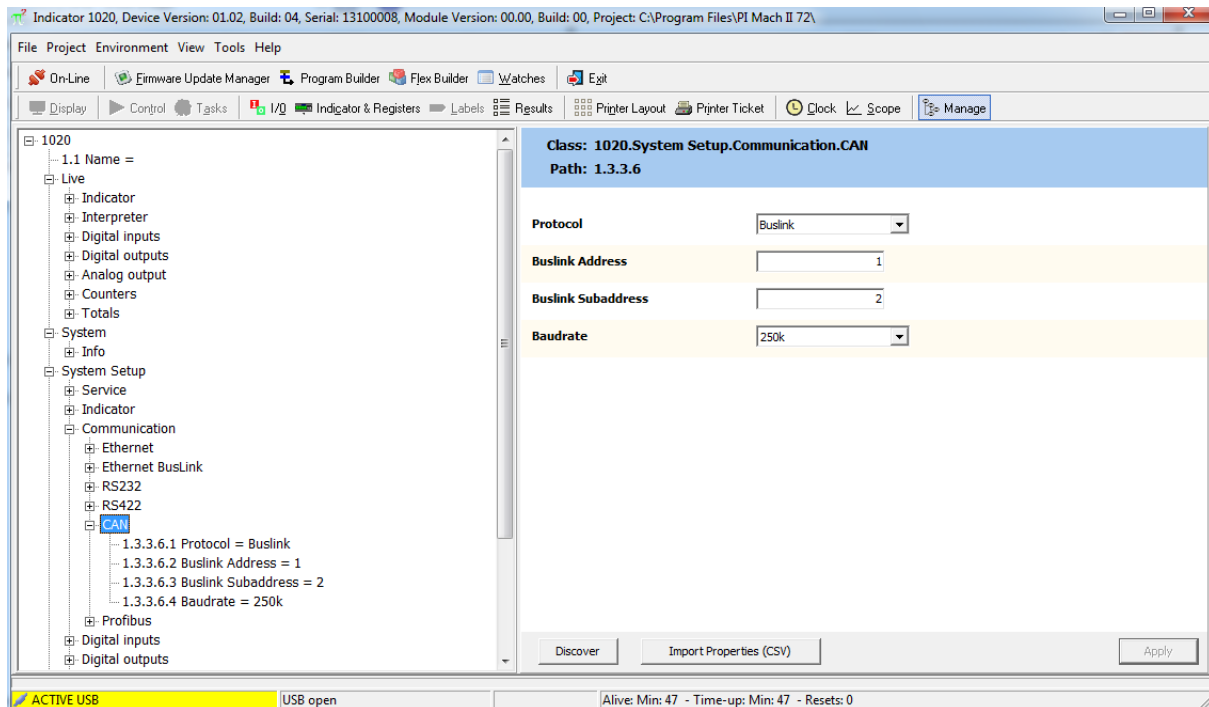 Indicator 1020, Device Version: 01.02, Build: 04, Serial: 13100008, Module Version: 00.00, Build: 00, Project: C:\Program Files\PI Mach II 72\
File Project Environment View Tools Help
On-Line Firmware Update Manager Program Builder Flex Builder Watches Exit
Display Control Tasks I/O Indicator & Registers Labels Results Printer Layout Printer Ticket Clock Scope Manage
1020
1.1 Name =
Live
Indicator
Interpreter
Digital inputs
Digital outputs
Analog output
Counters
Totals
System
Info
System Setup
Service
Indicator
Communication
Ethernet
Ethernet BusLink
RS232
RS422
CAN
1.3.3.6.1 Protocol = Buslink
1.3.3.6.2 Buslink Address = 1
1.3.3.6.3 Buslink Subaddress = 2
1.3.3.6.4 Baudrate = 250k
Profibus
Digital inputs
Digital outputs
Class: 1020.System Setup.Communication.CAN
Path: 1.3.3.6
Protocol Buslink
Buslink Address 1
Buslink Subaddress 2
Baudrate 250k
Discover Import Properties (CSV) Apply
ACTIVE USB USB open Alive: Min: 47 - Time-up: Min: 47 - Resets: 0